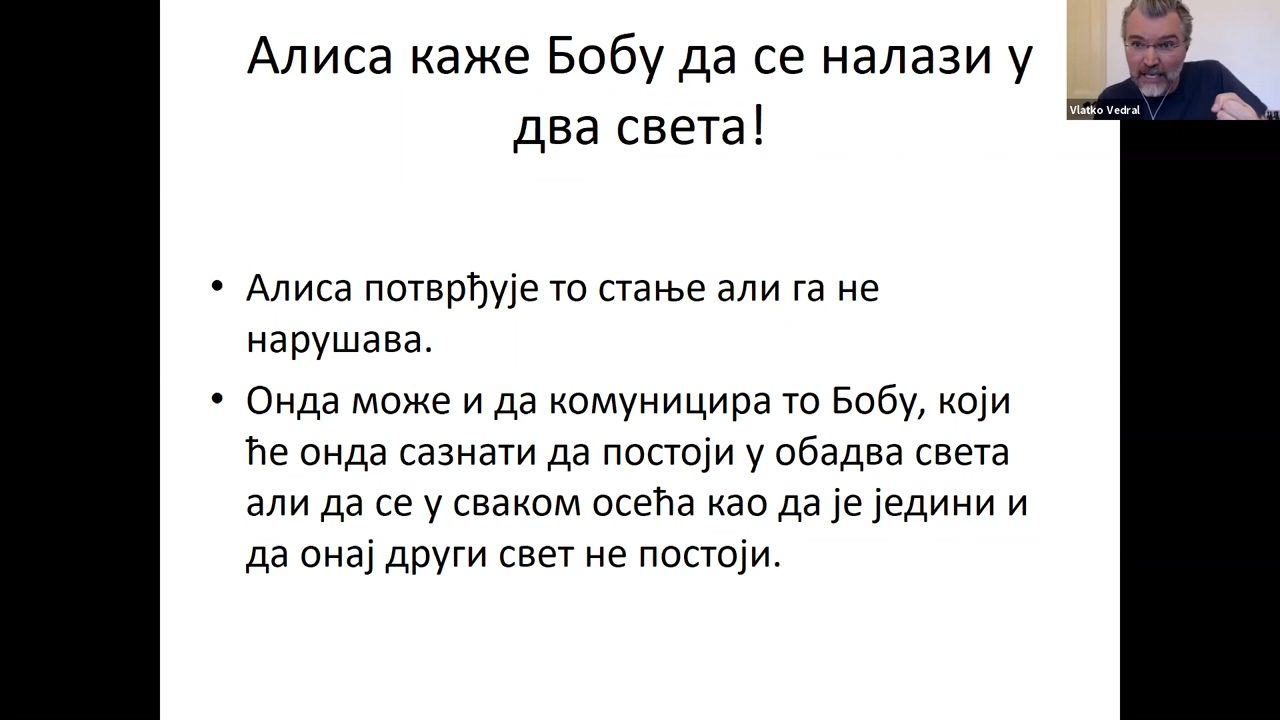 Алиса каже Бобу да се налази у
два света!
Vlatko Vedral
• Алиса потврђује то стање али га не
нарушава.
• Онда може и да комуницира то Бобу, који
ће онда сазнати да постоји у обадва света
али да се у сваком осећа као да је једини и
да онај други свет не постоји.